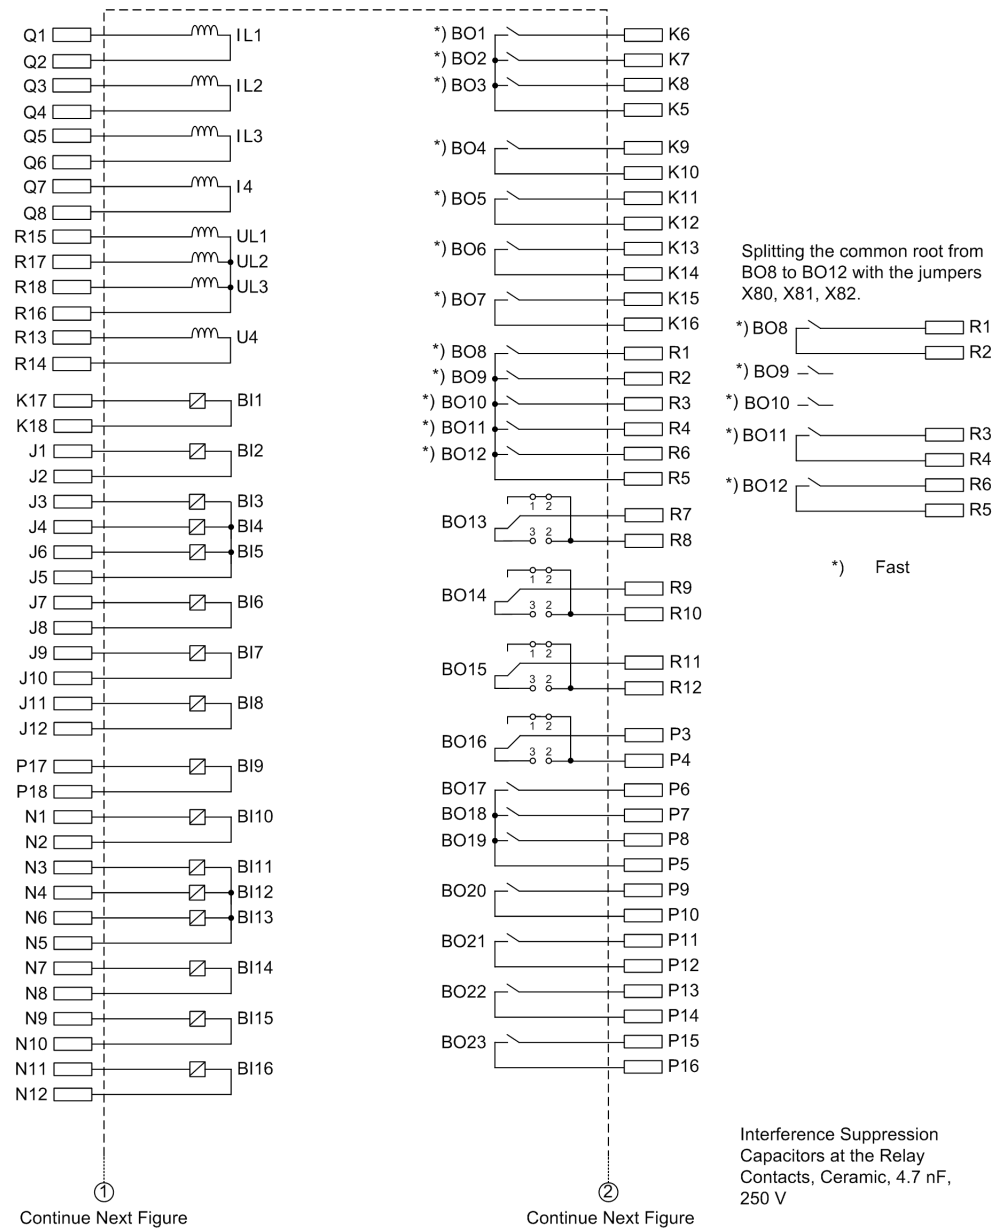 Q1 IL1
Q2
Q3 IL2
Q4
Q5 IL3
Q6
Q7 I4
Q8
R15 UL1
R17 UL2
R18 UL3
R16
R13 U4
R14
K17 BI1
K18
J1 BI2
J2
J3 BI3
J4 BI4
J6 BI5
J5
J7 BI6
J8
J9 BI7
J10
J11 BI8
J12
P17 BI9
P18
N1 BI10
N2
N3 BI11
N4 BI12
N6 BI13
N5
N7 BI14
N8
N9 BI15
N10
N11 BI16
N12
1
Continue Next Figure
*) BO1 K6
*) BO2 K7
*) BO3 K8
K5
*) BO4 K9
K10
*) BO5 K11
K12
*) BO6 K13
K14
*) BO7 K15
K16
*) BO8 R1
*) BO9 R2
*) BO10 R3
*) BO11 R4
*) BO12 R6
R5
1 2
BO13 R7
3 2 R8
1 2
BO14 R9
3 2 R10
1 2
BO15 R11
3 2 R12
1 2
BO16 P3
3 2 P4
BO17 P6
BO18 P7
BO19 P8
P5
BO20 P9
P10
BO21 P11
P12
BO22 P13
P14
BO23 P15
P16
2
Continue Next Figure
Splitting the common root from
BO8 to BO12 with the jumpers
X80, X81, X82.
*) BO8 R1
R2
*) BO9
*) BO10
*) BO11 R3
R4
*) BO12 R6
R5
*) Fast
Interference Suppression
Capacitors at the Relay
Contacts, Ceramic, 4.7 nF,
250 V